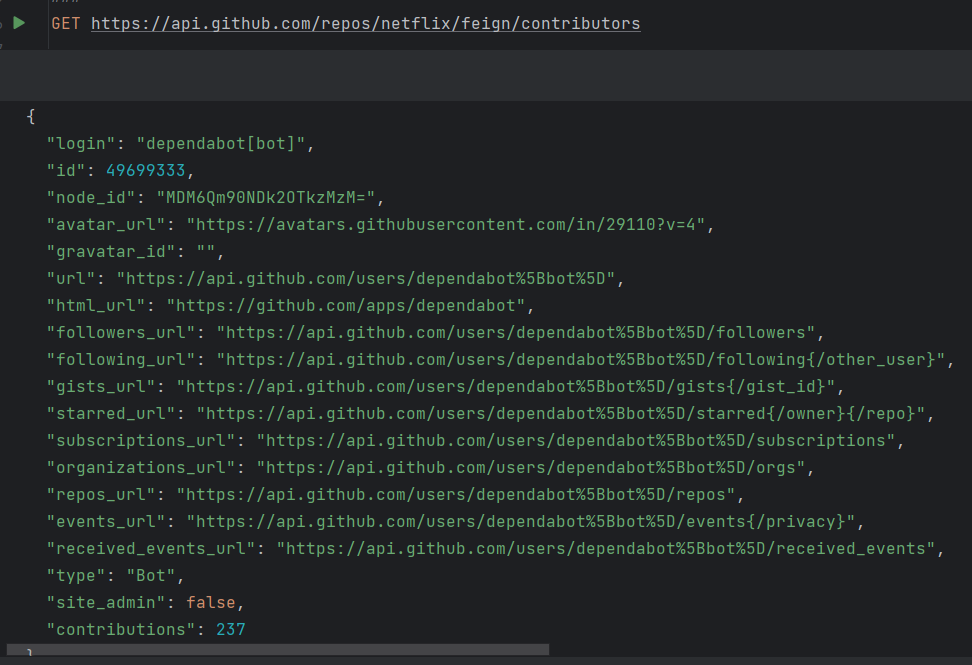 ###
GET https://api.github.com/repos/netflix/feign/contributors
{
"login": "dependabot[bot]",
"id": 49699333,
"node_id": "MDM6Qm90NDk2OTkzMzM=",
"avatar_url": "https://avatars.githubusercontent.com/in/29110?v=4",
"gravatar_id": "",
"url": "https://api.github.com/users/dependabot%5Bbot%5D",
"html_url": "https://github.com/apps/dependabot",
"followers_url": "https://api.github.com/users/dependabot%5Bbot%5D/followers",
"following_url": "https://api.github.com/users/dependabot%5Bbot%5D/following{/other_user}",
"gists_url": "https://api.github.com/users/dependabot%5Bbot%5D/gists{/gist_id}",
"starred_url": "https://api.github.com/users/dependabot%5Bbot%5D/starred{/owner}{/repo}",
"subscriptions_url": "https://api.github.com/users/dependabot%5Bbot%5D/subscriptions",
"organizations_url": "https://api.github.com/users/dependabot%5Bbot%5D/orgs",
"repos_url": "https://api.github.com/users/dependabot%5Bbot%5D/repos",
"events_url": "https://api.github.com/users/dependabot%5Bbot%5D/events{/privacy}",
"received_events_url": "https://api.github.com/users/dependabot%5Bbot%5D/received_events",
"type": "Bot",
"site_admin": false,
"contributions": 237